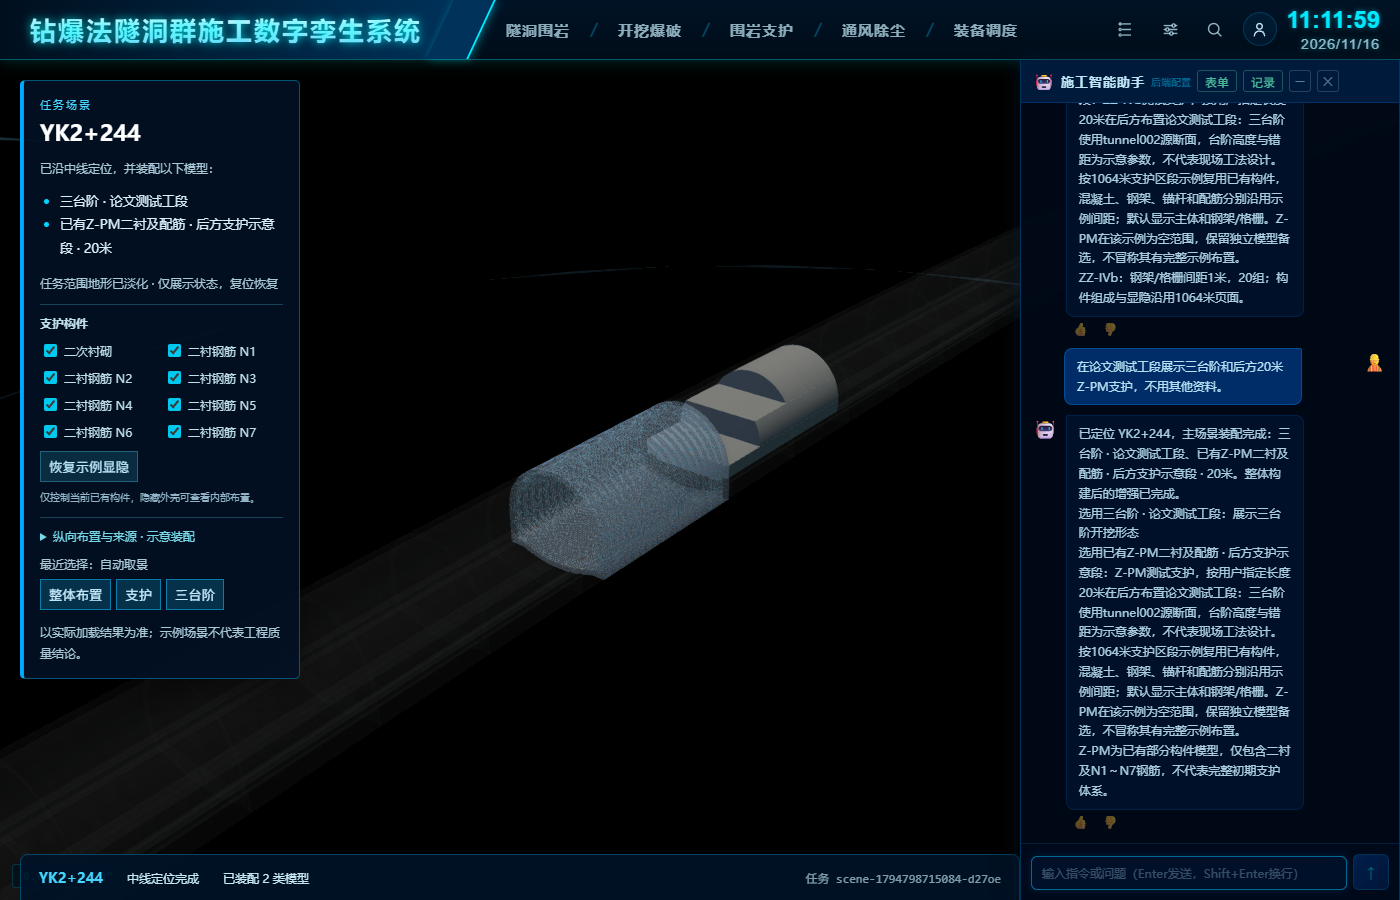 钻爆法隧洞群施工数字孪生系统
隧洞围岩 / 开挖爆破 / 围岩支护 / 通风除尘 / 装备调度
11:11:59
2026/11/16
任务场景
YK2+244
已沿中线定位，并装配以下模型：
三台阶 · 论文测试工段
已有Z-PM二衬及配筋 · 后方支护示意
段 · 20米
任务范围地形已淡化 · 仅展示状态，复位恢复
支护构件
二次衬砌 二衬钢筋 N1
二衬钢筋 N2 二衬钢筋 N3
二衬钢筋 N4 二衬钢筋 N5
二衬钢筋 N6 二衬钢筋 N7
恢复示例显隐
仅控制当前已有构件，隐藏外壳可查看内部布置。
纵向布置与来源 · 示意装配
最近选择：自动取景
整体布置 支护 三台阶
以实际加载结果为准；示例场景不代表工程质
量结论。
施工智能助手 后端配置 表单 记录
20米在后方布置论文测试工段：三台阶
使用tunnel002源断面，台阶高度与错
距为示意参数，不代表现场工法设计。
按1064米支护区段示例复用已有构件，
混凝土、钢架、锚杆和配筋分别沿用示
例间距；默认显示主体和钢架/格栅。Z-
PM在该示例为空范围，保留独立模型备
选，不冒称其有完整示例布置。
ZZ-IVb：钢架/格栅间距1米，20组；构
件组成与显隐沿用1064米页面。
在论文测试工段展示三台阶和后方20米
Z-PM支护，不用其他资料。
已定位 YK2+244，主场景装配完成：三
台阶 · 论文测试工段、已有Z-PM二衬及
配筋 · 后方支护示意段 · 20米。整体构
建后的增强已完成。
选用三台阶 · 论文测试工段：展示三台
阶开挖形态
选用已有Z-PM二衬及配筋 · 后方支护示
意段：Z-PM测试支护，按用户指定长度
20米在后方布置论文测试工段：三台阶
使用tunnel002源断面，台阶高度与错
距为示意参数，不代表现场工法设计。
按1064米支护区段示例复用已有构件，
混凝土、钢架、锚杆和配筋分别沿用示
例间距；默认显示主体和钢架/格栅。Z-
PM在该示例为空范围，保留独立模型备
选，不冒称其有完整示例布置。
Z-PM为已有部分构件模型，仅包含二衬
及N1～N7钢筋，不代表完整初期支护
体系。
输入指令或问题（Enter发送，Shift+Enter换行）
YK2+244 中线定位完成 已装配 2 类模型
任务 scene-1794798715084-d27oe